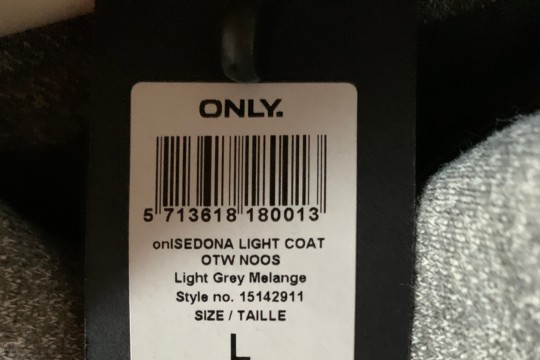 ONLY.
5 713618 180013
onlSEDONA LIGHT COAT
OTW NOOS
Light Grey Melange
Style no. 15142911
SIZE / TAILLE
L